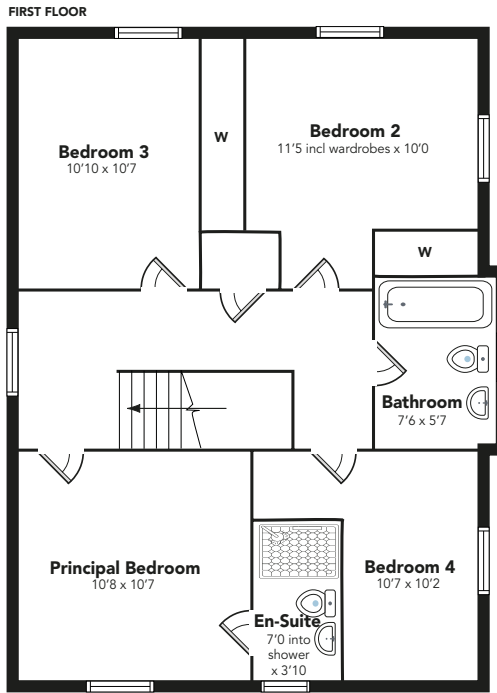 FIRST FLOOR
Bedroom 3
10’10 x 10’7
W
Bedroom 2
11’5 incl wardrobes x 10’0
W
Bathroom
7’6 x 5’7
Principal Bedroom
10’8 x 10’7
En-Suite
7’0 into
shower
x 3’10
Bedroom 4
10’7 x 10’2